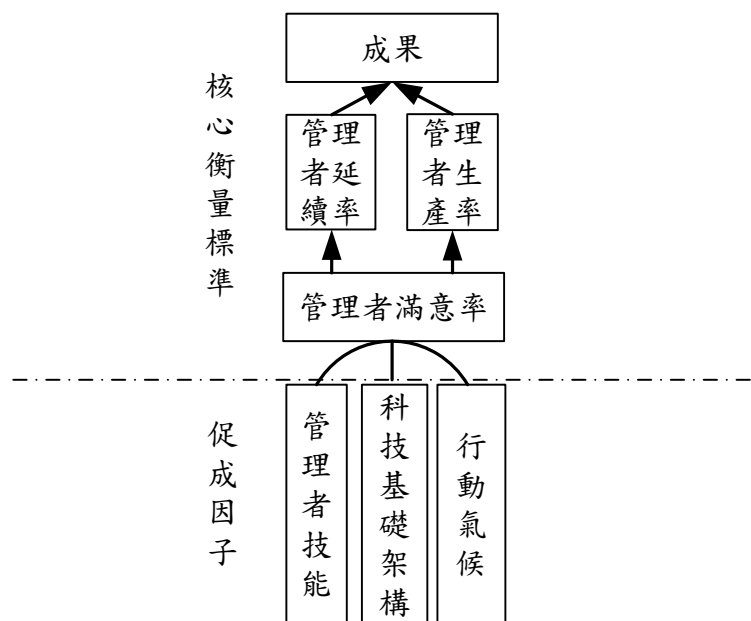 成果
核心衡量標準
管理
者延
續率
管理
者生
產率
管理者滿意率
促成因子
管理者技能
科技基礎架構
行動氣候